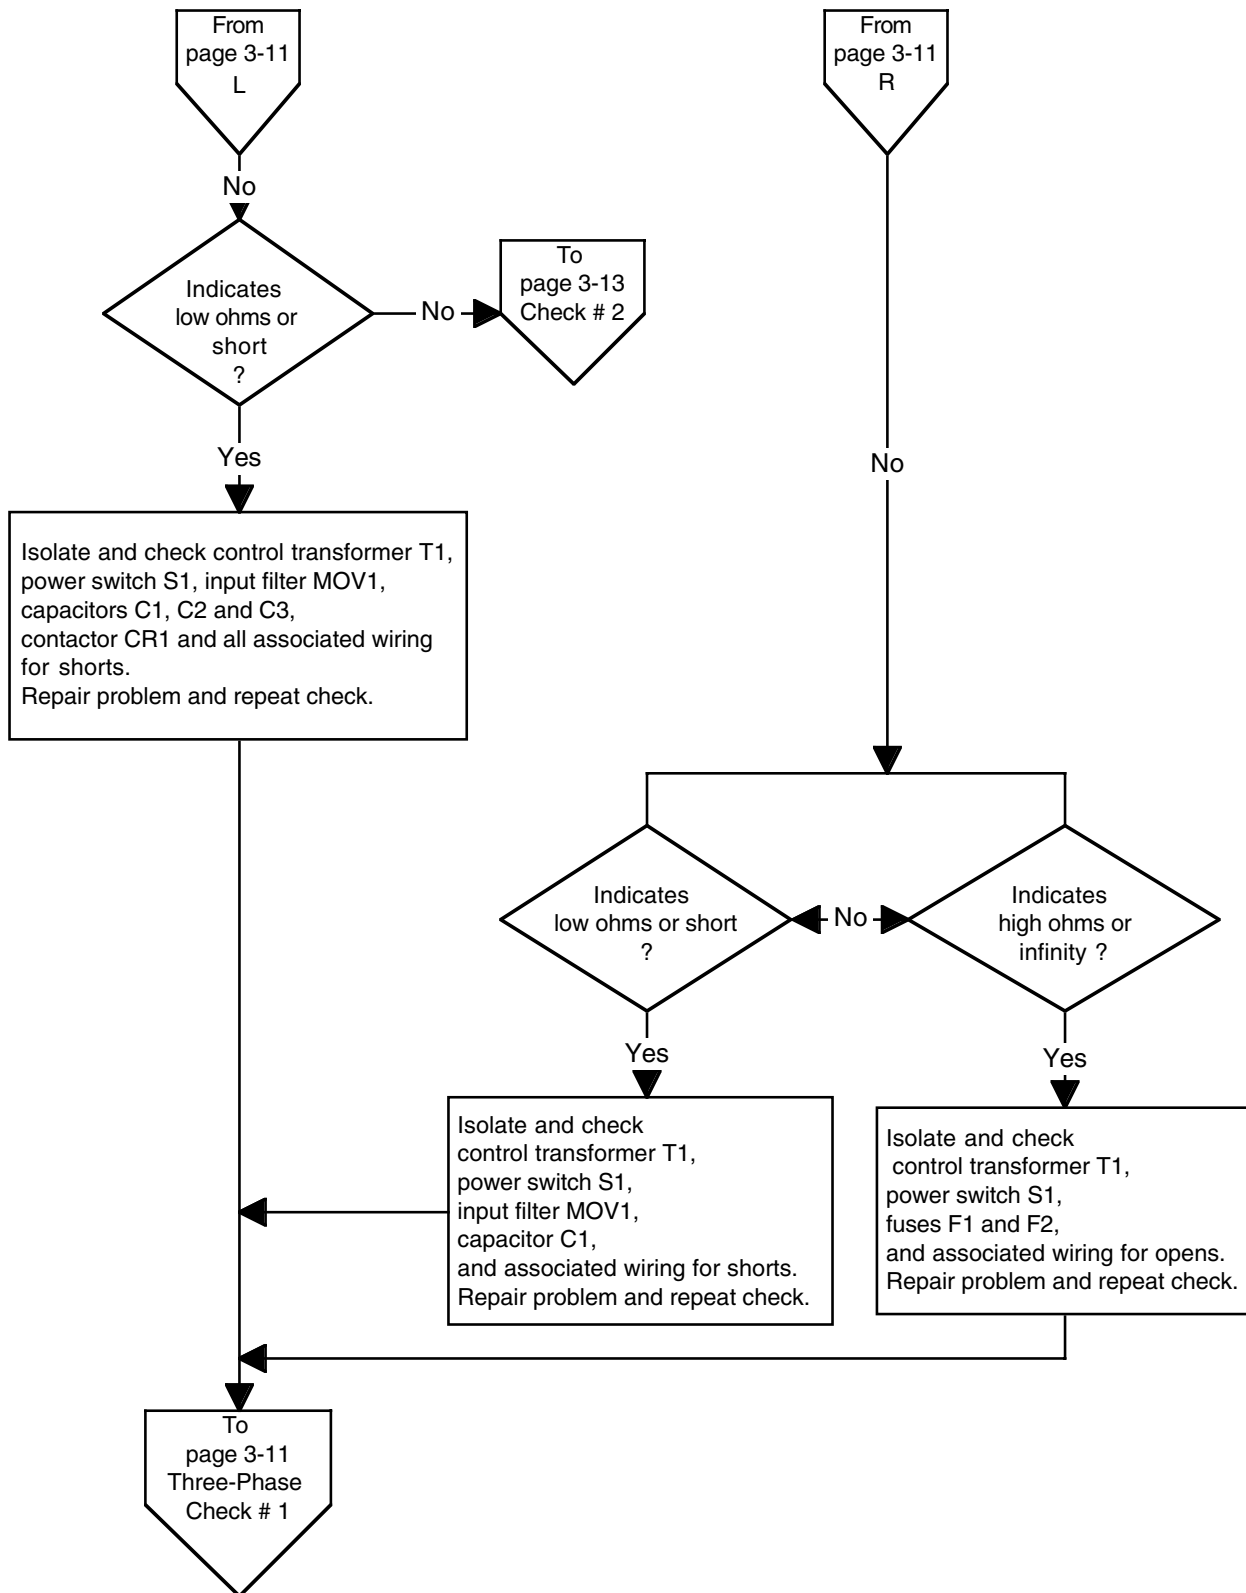 From
page 3-11
L
From
page 3-11
R
No
Indicates
low ohms or
short
?
No
To
page 3-13
Check # 2
Yes
No
Isolate and check control transformer T1,
power switch S1, input filter MOV1,
capacitors C1, C2 and C3,
contactor CR1 and all associated wiring
for shorts.
Repair problem and repeat check.
Indicates
low ohms or short
?
No
Indicates
high ohms or
infinity ?
Yes
Yes
Isolate and check
control transformer T1,
power switch S1,
input filter MOV1,
capacitor C1,
and associated wiring for shorts.
Repair problem and repeat check.
Isolate and check
control transformer T1,
power switch S1,
fuses F1 and F2,
and associated wiring for opens.
Repair problem and repeat check.
To
page 3-11
Three-Phase
Check # 1